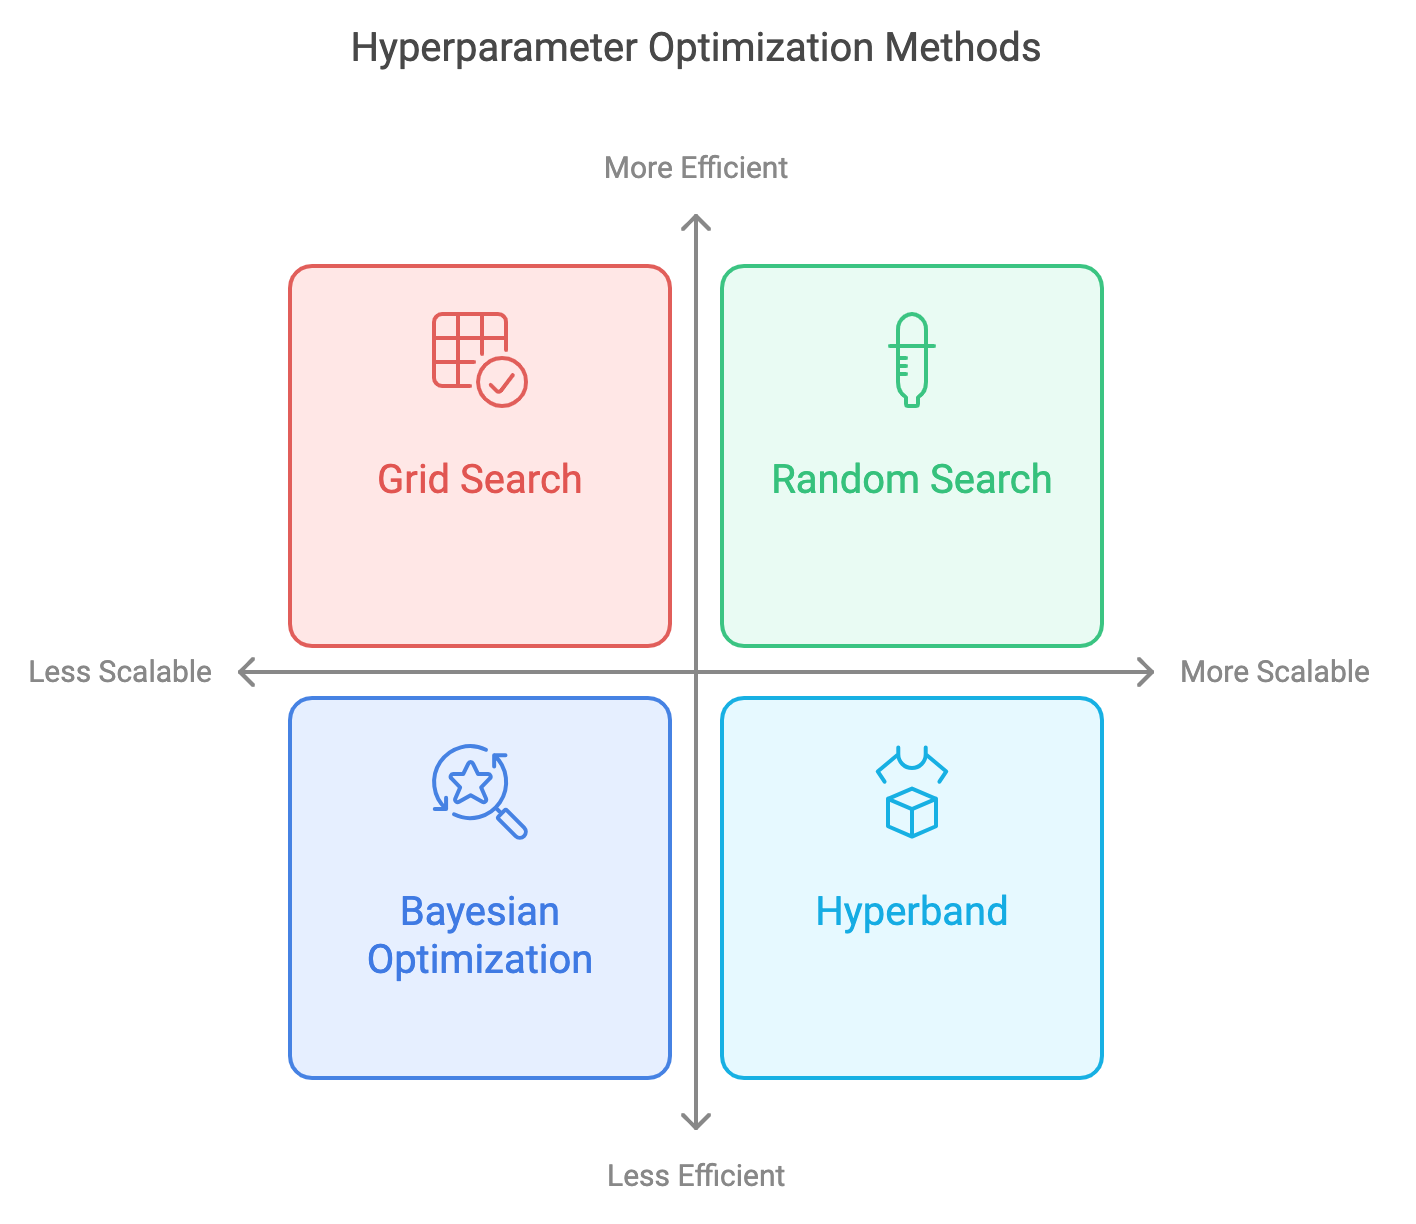 Hyperparameter Optimization Methods
More Efficient
Grid Search
Random Search
Less Scalable
More Scalable
Bayesian
Optimization
Hyperband
Less Efficient